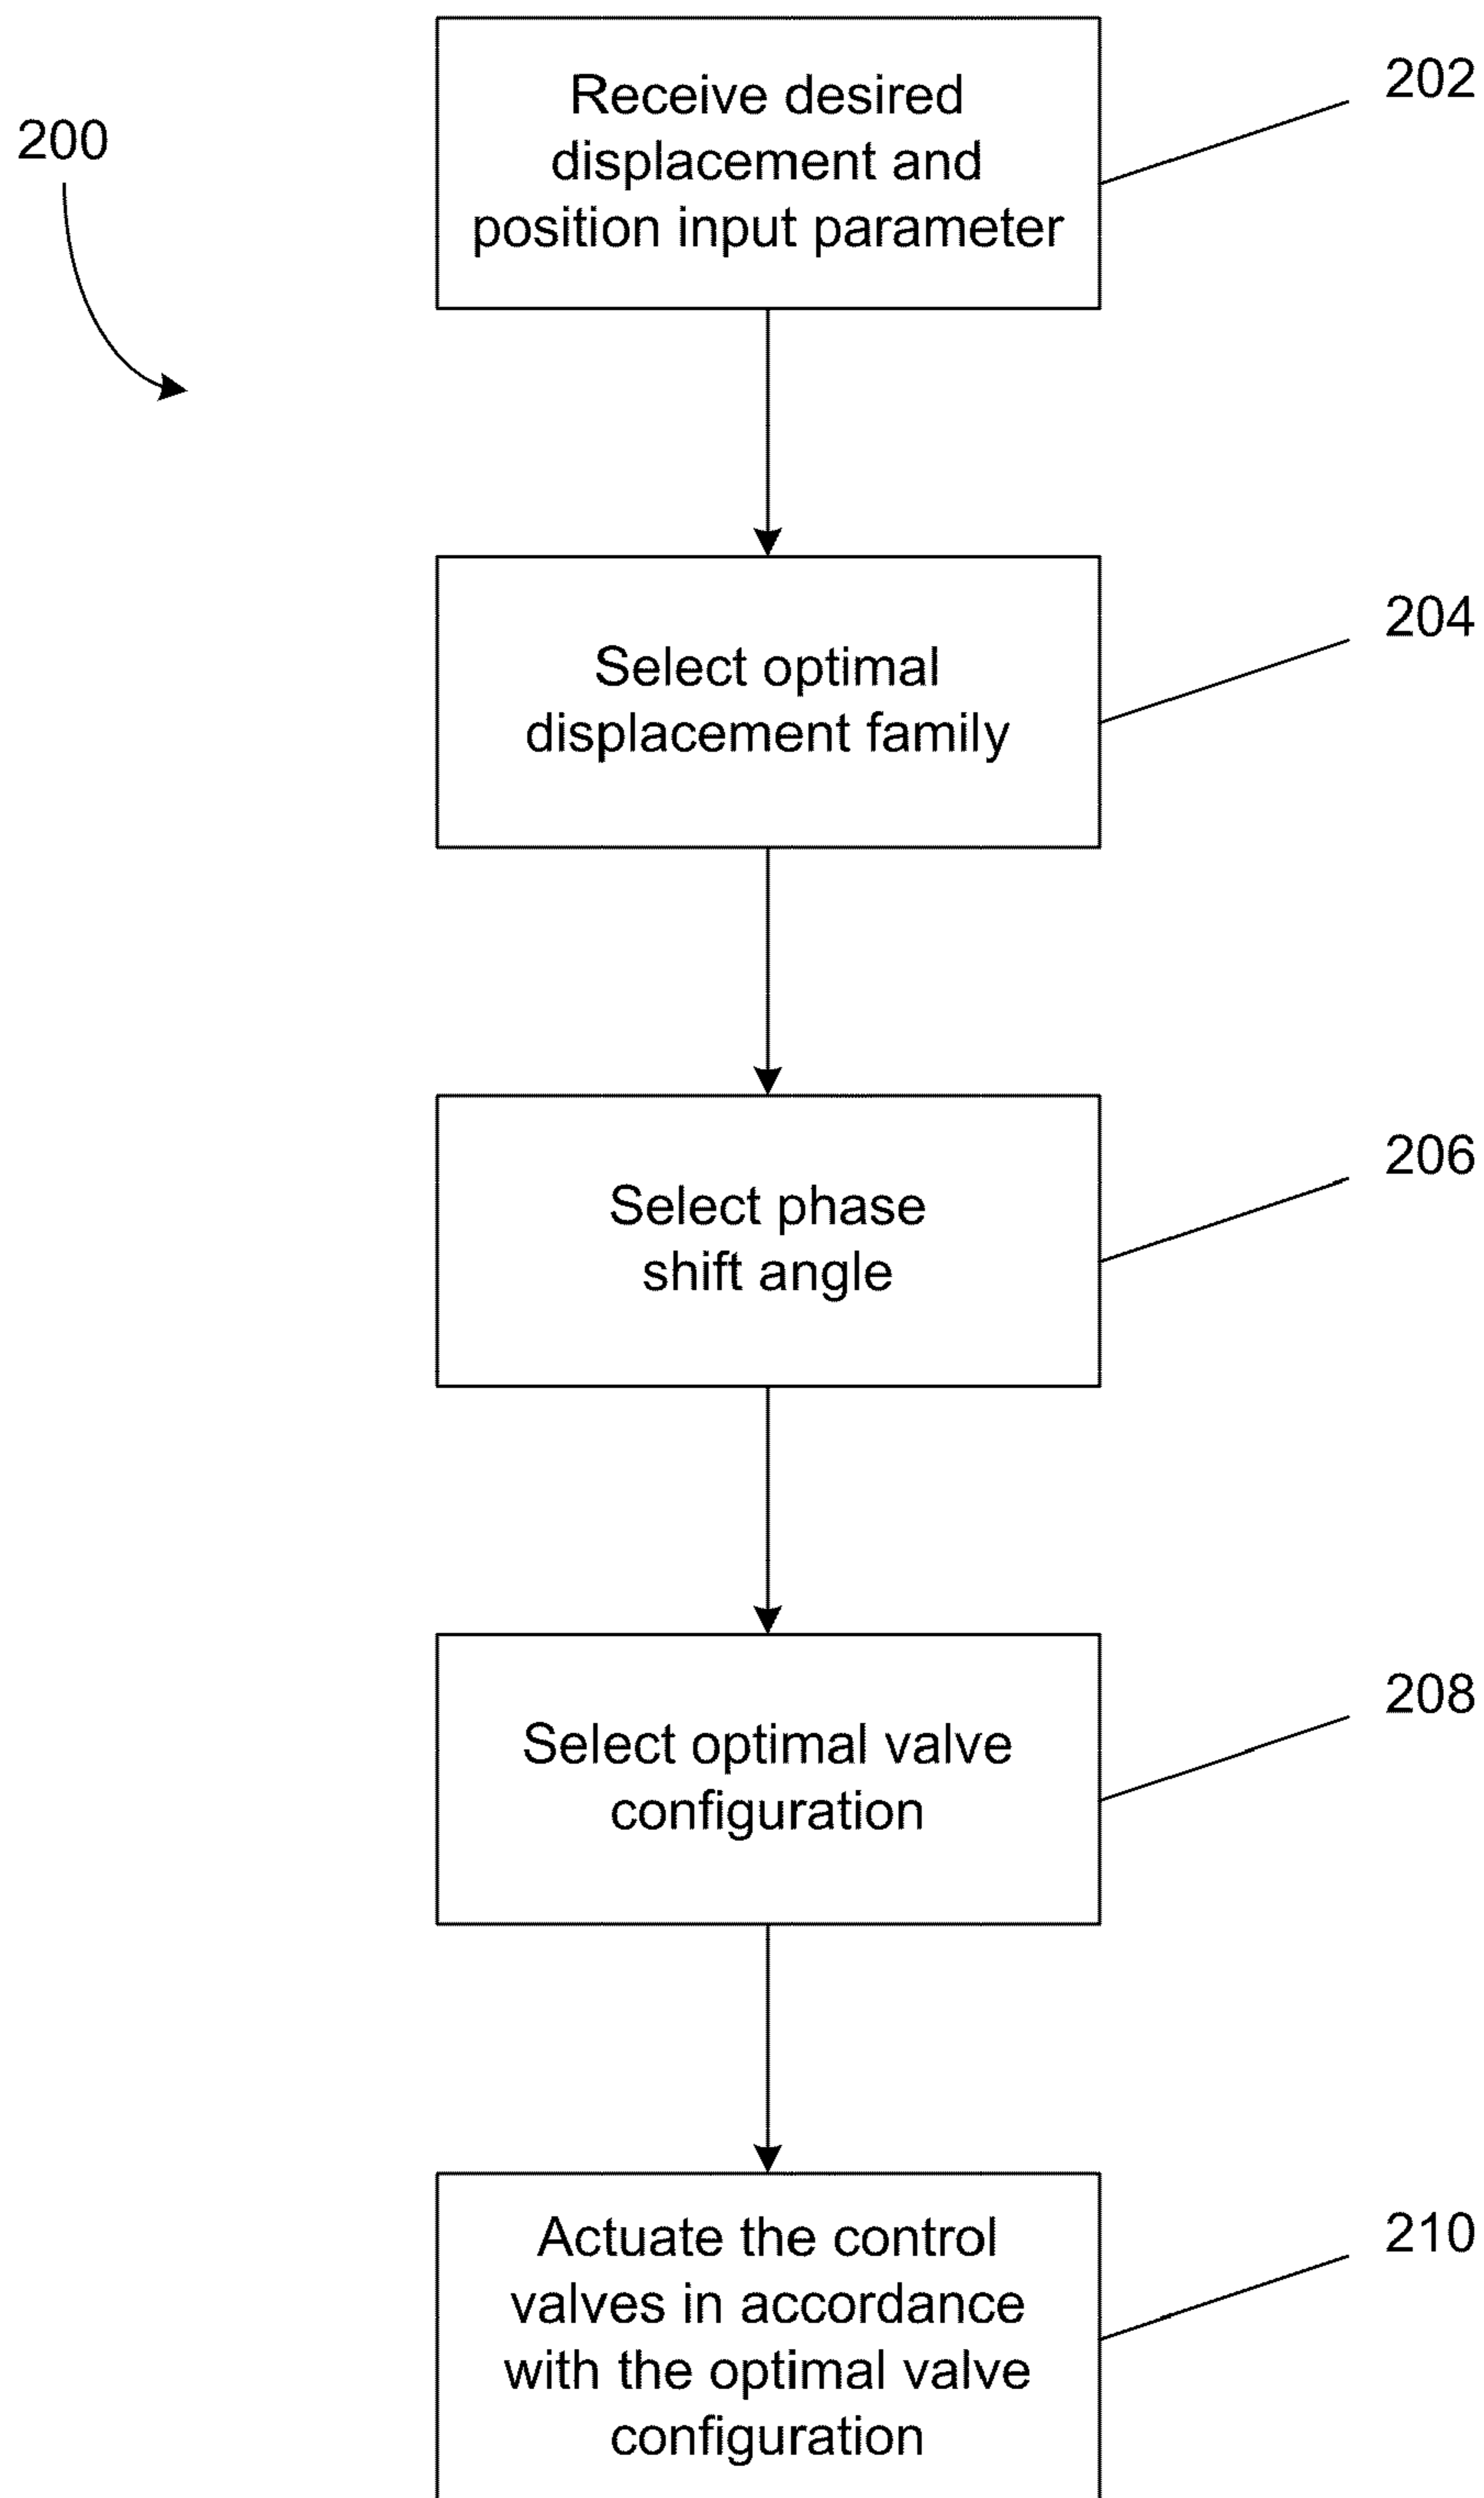 200
Receive desired
displacement and
position input parameter
202
Select optimal
displacement family
204
Select phase
shift angle
206
Select optimal valve
configuration
208
Actuate the control
valves in accordance
with the optimal valve
configuration
210